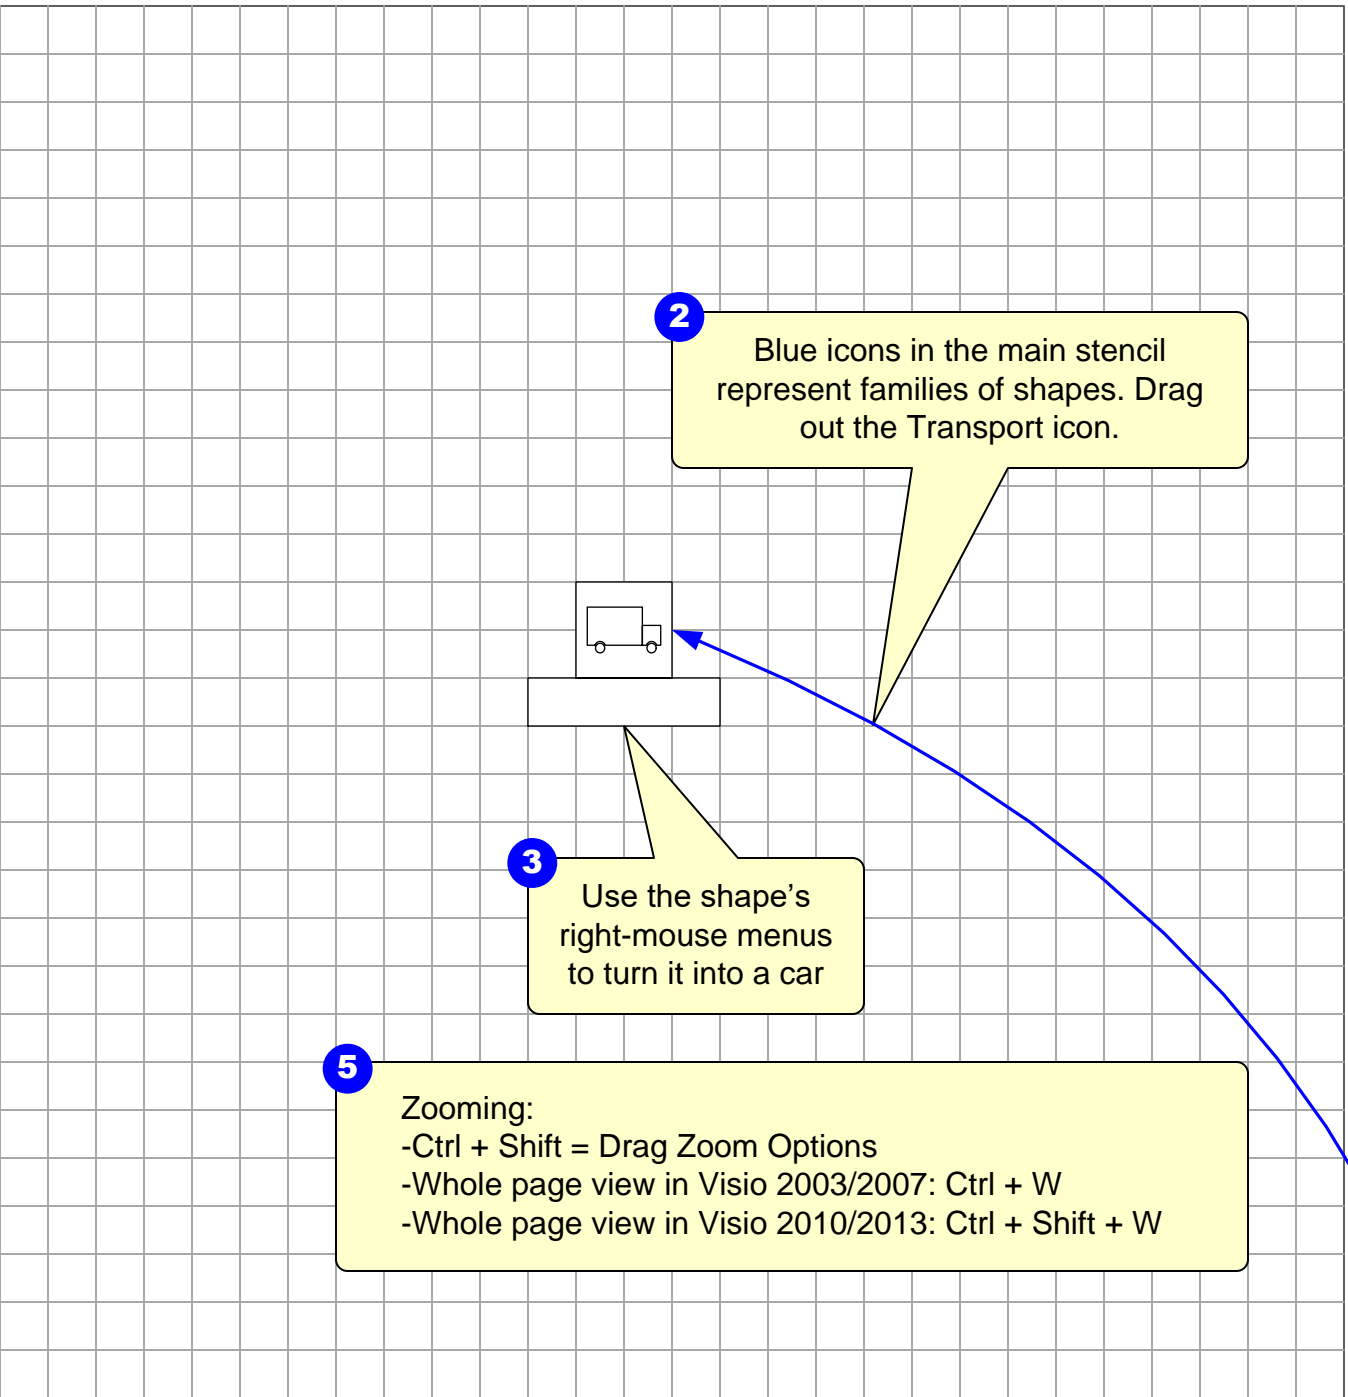 2
Blue icons in the main stencil
represent families of shapes. Drag
out the Transport icon.
3
Use the shape’s
right-mouse menus
to turn it into a car
5
Zooming:
-Ctrl + Shift = Drag Zoom Options
-Whole page view in Visio 2003/2007: Ctrl + W
-Whole page view in Visio 2010/2013: Ctrl + Shift + W